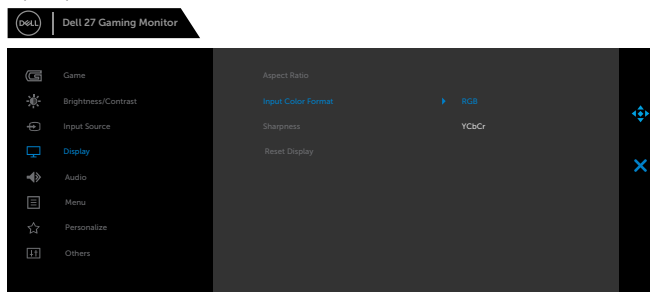 DELL
Dell 27 Gaming Monitor
Game
Aspect Ratio
Brightness/Contrast
Input Color Format
RGB
Input Source
Sharpness
YCbCr
Display
Reset Display
Audio
Menu
Personalize
Others